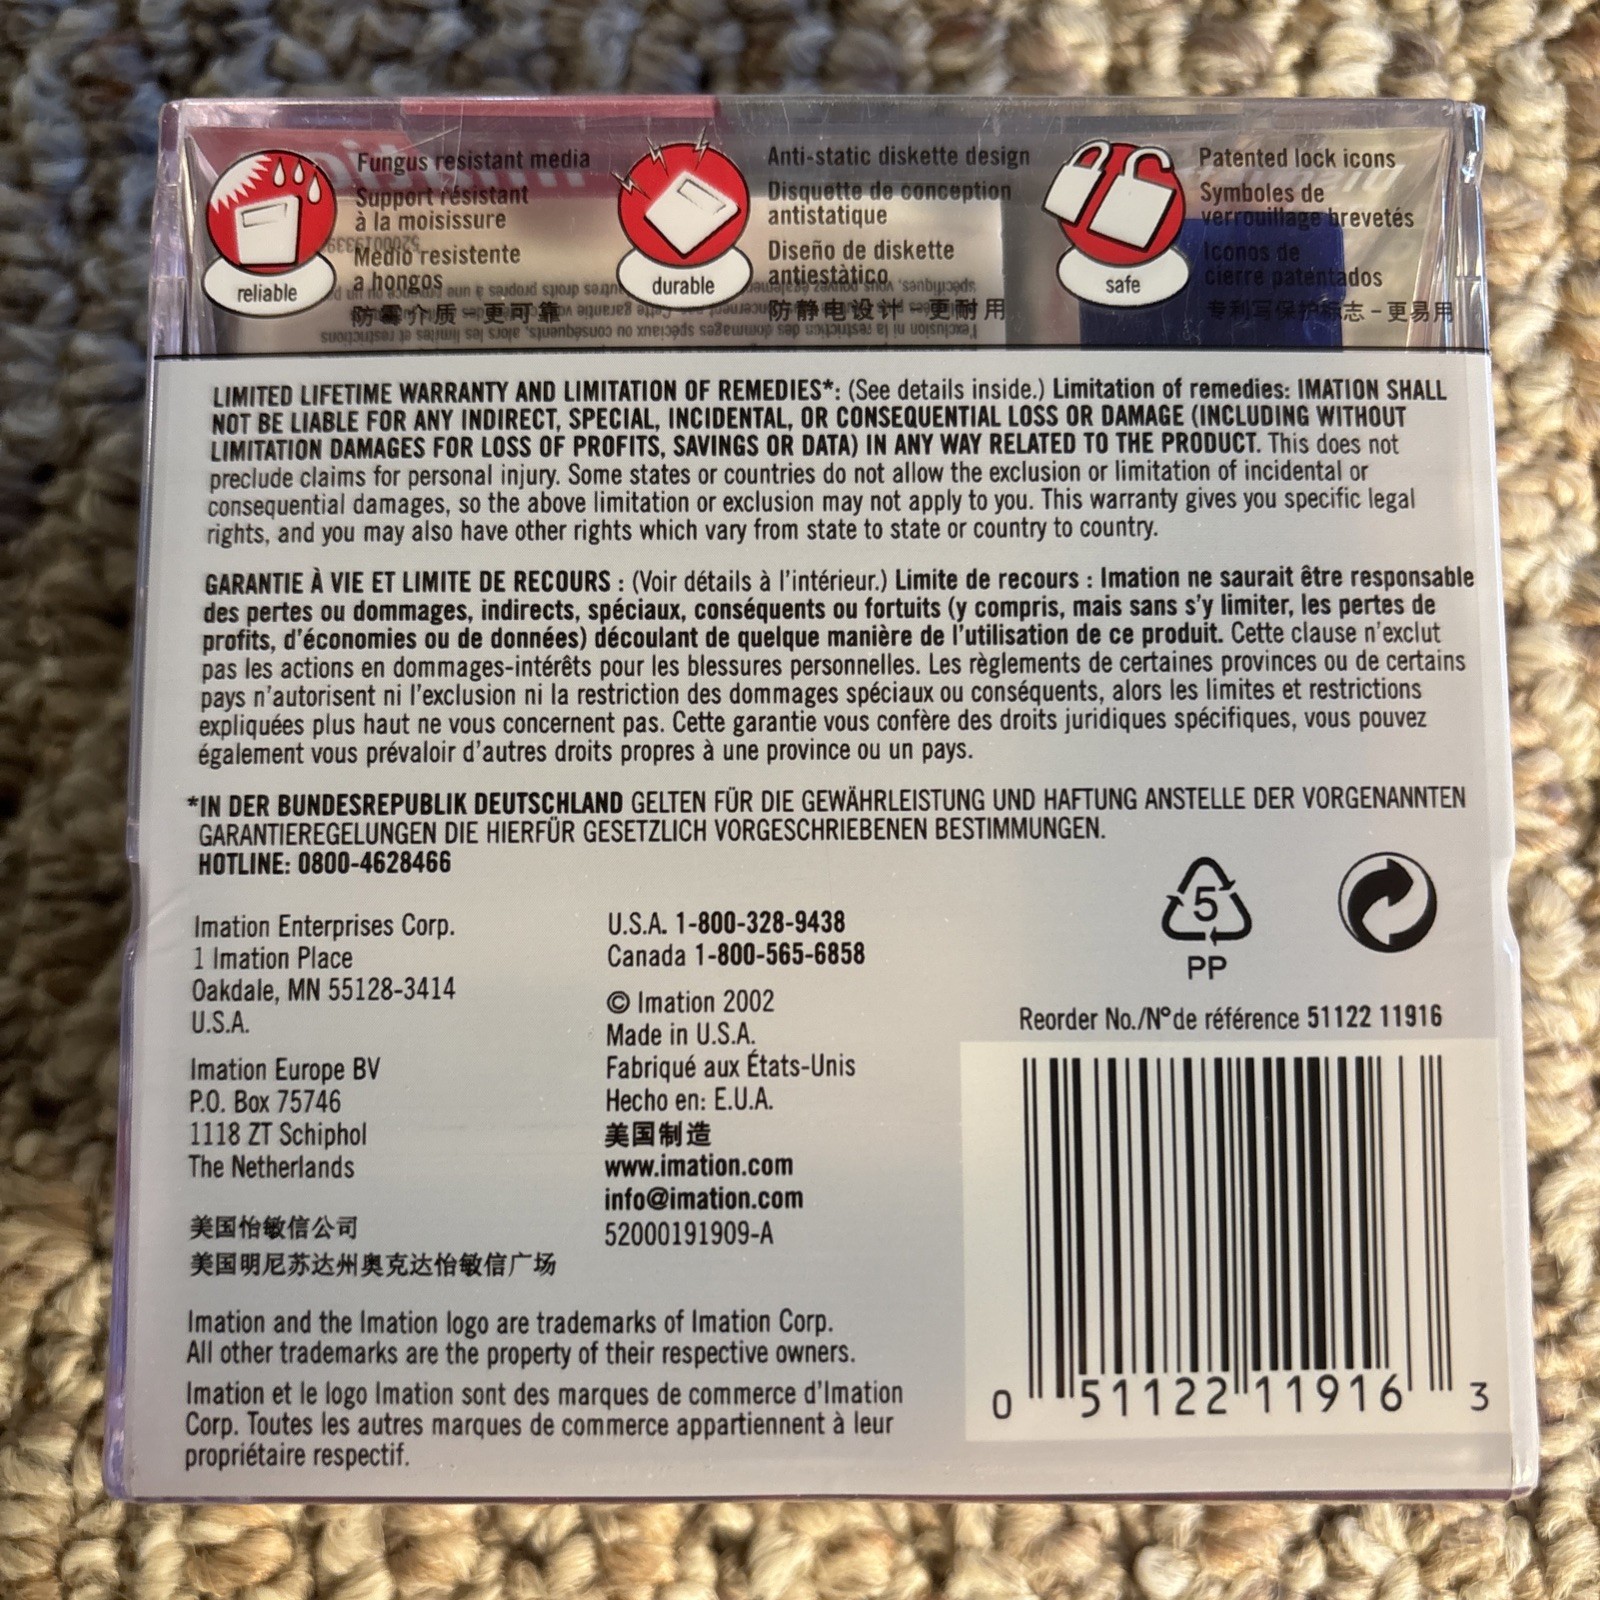 Fungus resistant media
Support résistant
à la moisissure
Medio resistente
a hongos
防霉介质 – 更可靠
reliable
Anti-static diskette design
Disquette de conception
antistatique
Diseño de diskette
antiestàtico
防静电设计 – 更耐用
durable
Patented lock icons
Symboles de
verrouillage brevetés
Iconos de
cierre patentados
专利写保护标志 – 更易用
safe
LIMITED LIFETIME WARRANTY AND LIMITATION OF REMEDIES*: (See details inside.) Limitation of remedies: IMATION SHALL
NOT BE LIABLE FOR ANY INDIRECT, SPECIAL, INCIDENTAL, OR CONSEQUENTIAL LOSS OR DAMAGE (INCLUDING WITHOUT
LIMITATION DAMAGES FOR LOSS OF PROFITS, SAVINGS OR DATA) IN ANY WAY RELATED TO THE PRODUCT. This does not
preclude claims for personal injury. Some states or countries do not allow the exclusion or limitation of incidental or
consequential damages, so the above limitation or exclusion may not apply to you. This warranty gives you specific legal
rights, and you may also have other rights which vary from state to state or country to country.
GARANTIE À VIE ET LIMITE DE RECOURS : (Voir détails à l'intérieur.) Limite de recours : Imation ne saurait être responsable
des pertes ou dommages, indirects, spéciaux, conséquents ou fortuits (y compris, mais sans s'y limiter, les pertes de
profits, d'économies ou de données) découlant de quelque manière de l'utilisation de ce produit. Cette clause n'exclut
pas les actions en dommages-intérêts pour les blessures personnelles. Les règlements de certaines provinces ou de certains
pays n'autorisent ni l'exclusion ni la restriction des dommages spéciaux ou conséquents, alors les limites et restrictions
expliquées plus haut ne vous concernent pas. Cette garantie vous confère des droits juridiques spécifiques, vous pouvez
également vous prévaloir d'autres droits propres à une province ou un pays.
*IN DER BUNDESREPUBLIK DEUTSCHLAND GELTEN FÜR DIE GEWÄHRLEISTUNG UND HAFTUNG ANSTELLE DER VORGENANNTEN
GARANTIEREGELUNGEN DIE HIERFÜR GESETZLICH VORGESCHRIEBENEN BESTIMMUNGEN.
HOTLINE: 0800-4628466
Imation Enterprises Corp.
1 Imation Place
Oakdale, MN 55128-3414
U.S.A.
Imation Europe BV
P.O. Box 75746
1118 ZT Schiphol
The Netherlands
美国怡敏信公司
美国明尼苏达州奥克达怡敏信广场
U.S.A. 1-800-328-9438
Canada 1-800-565-6858
© Imation 2002
Made in U.S.A.
Fabriqué aux États-Unis
Hecho en: E.U.A.
美国制造
www.imation.com
info@imation.com
52000191909-A
5
PP
Reorder No./N° de référence 51122 11916
0 51122 11916 3
Imation and the Imation logo are trademarks of Imation Corp.
All other trademarks are the property of their respective owners.
Imation et le logo Imation sont des marques de commerce d'Imation
Corp. Toutes les autres marques de commerce appartiennent à leur
propriétaire respectif.